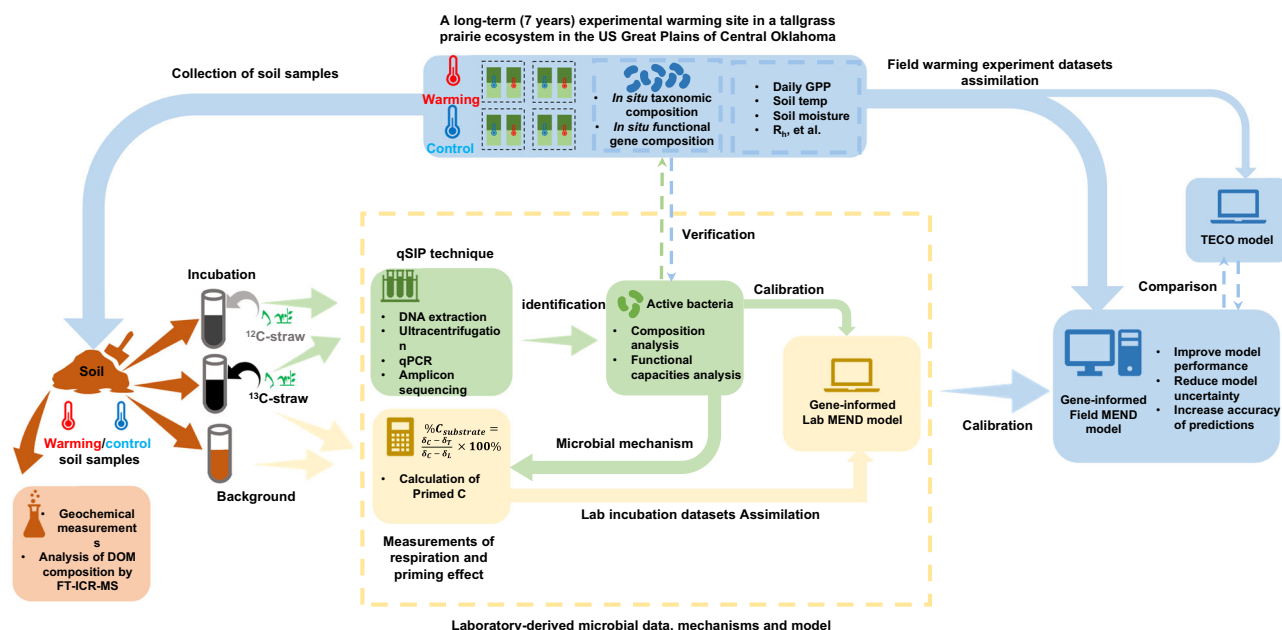 A long-term (7 years) experimental warming site in a tallgrass
prairie ecosystem in the US Great Plains of Central Oklahoma
Collection of soil samples
Warming
Control
• In situ taxonomic
composition
• In situ functional
gene composition
• Daily GPP
• Soil temp
• Soil moisture
• Rₕ, et al.
Field warming experiment datasets
assimilation
TECO model
Comparison
Verification
Incubation
¹²C-straw
¹³C-straw
Background
Soil
Warming/control
soil samples
• Geochemical
measurement
s
• Analysis of DOM
composition by
FT-ICR-MS
qSIP technique
• DNA extraction
• Ultracentrifugatio
n
• qPCR
• Amplicon
sequencing
identification
Active bacteria
• Composition
analysis
• Functional
capacities analysis
Calibration
Gene-informed
Lab MEND model
Microbial mechanism
%C_substrate =
(δ_C − δ_T)/(δ_C − δ_L) × 100%
• Calculation of
Primed C
Lab incubation datasets Assimilation
Measurements of
respiration and
priming effect
Calibration
Gene-informed
Field MEND
model
• Improve model
performance
• Reduce model
uncertainty
• Increase accuracy
of predictions
Laboratory-derived microbial data, mechanisms and model